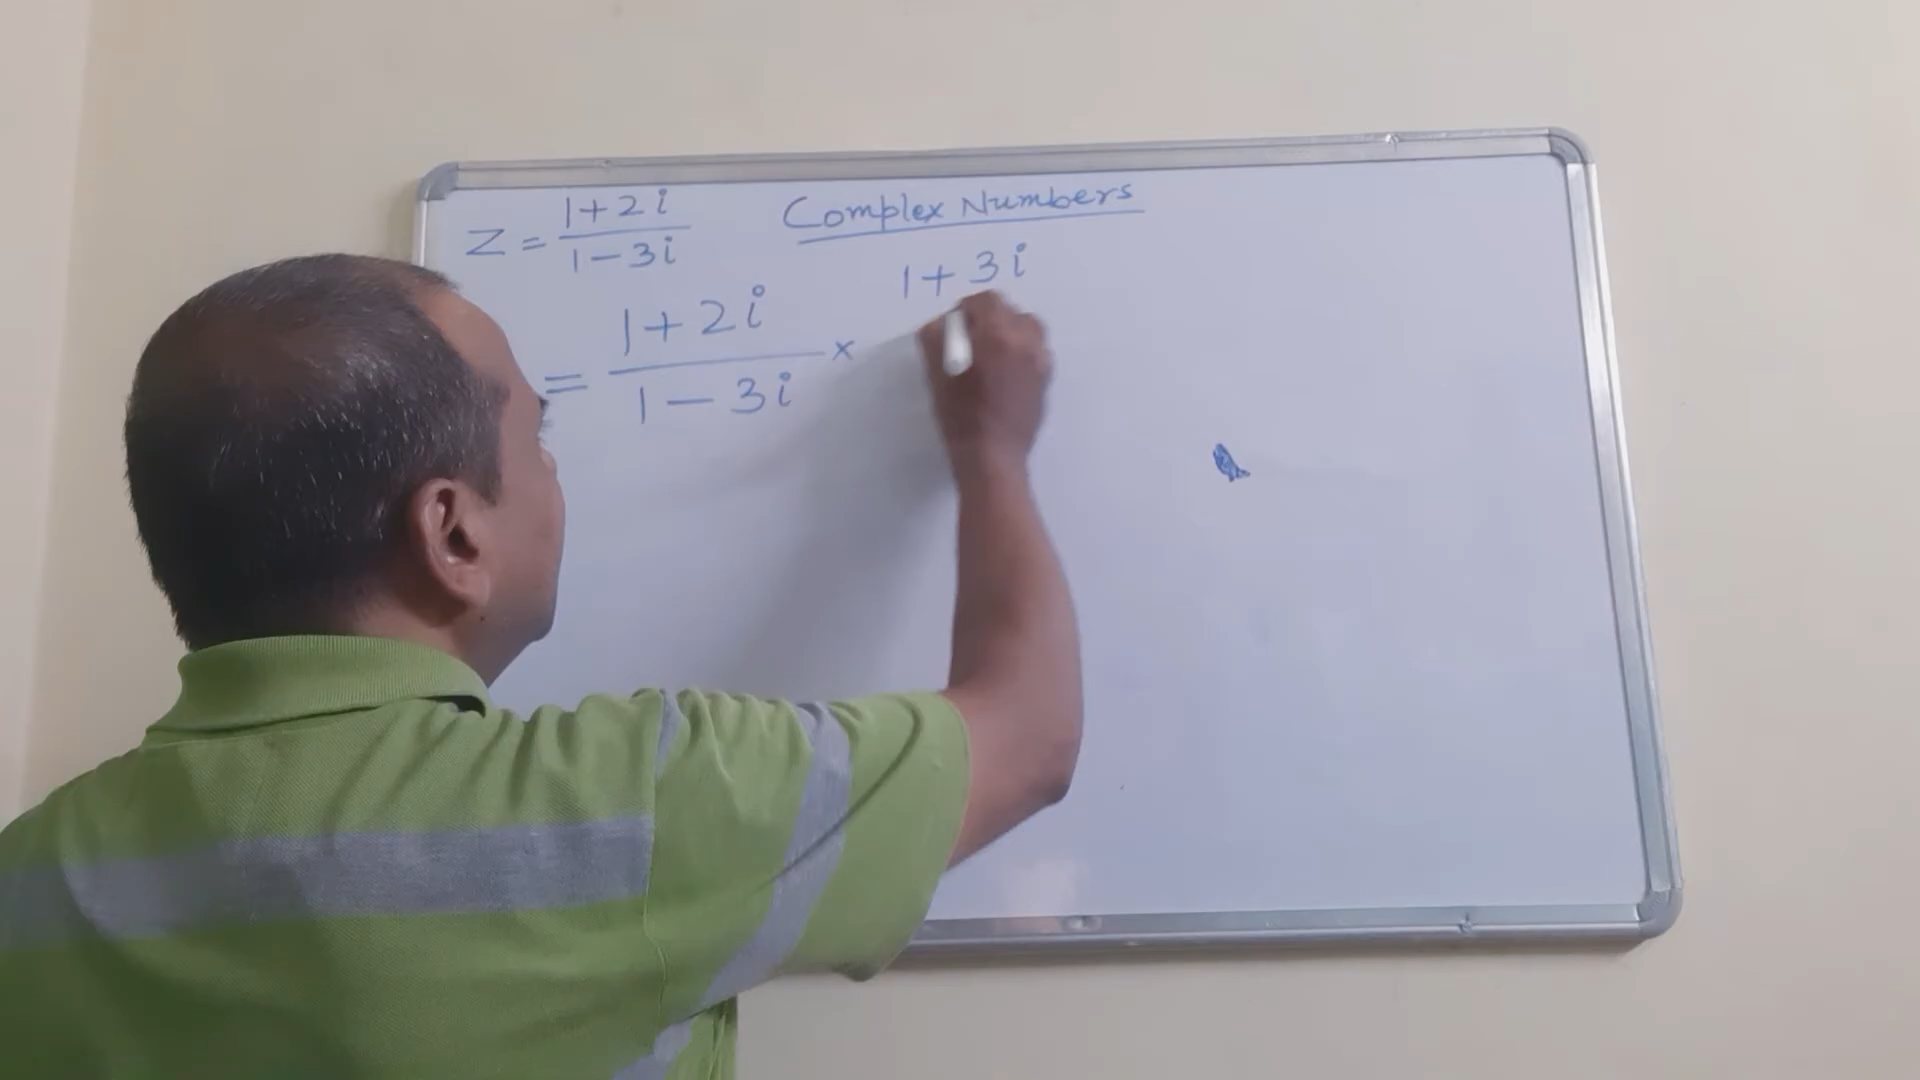 Complex Numbers
Z = 1+2i
1-3i
1+3i
= 1+2i ×
1-3i